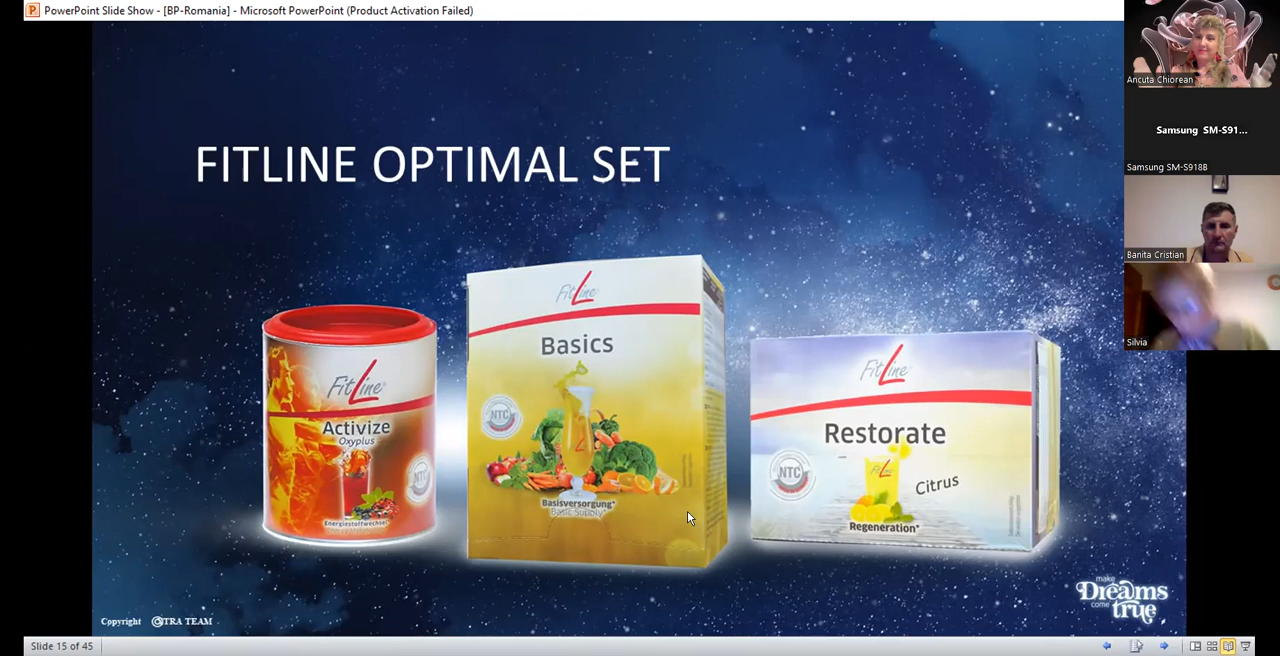 PowerPoint Slide Show - [BP-Romania] - Microsoft PowerPoint (Product Activation Failed)
Ancuta Chiorean
Samsung SM-S91...
Samsung SM-S918B
Banita Cristian
Silvia
FITLINE OPTIMAL SET
FitLine
Activize
Oxyplus
NTC
Energiestoffwechsel*
FitLine
Basics
NTC
Basisversorgung*
Basic Supply*
FitLine
Restorate
NTC
FitLine
Citrus
Regeneration*
make
Dreams
come
true
Copyright
TRA TEAM
Slide 15 of 45